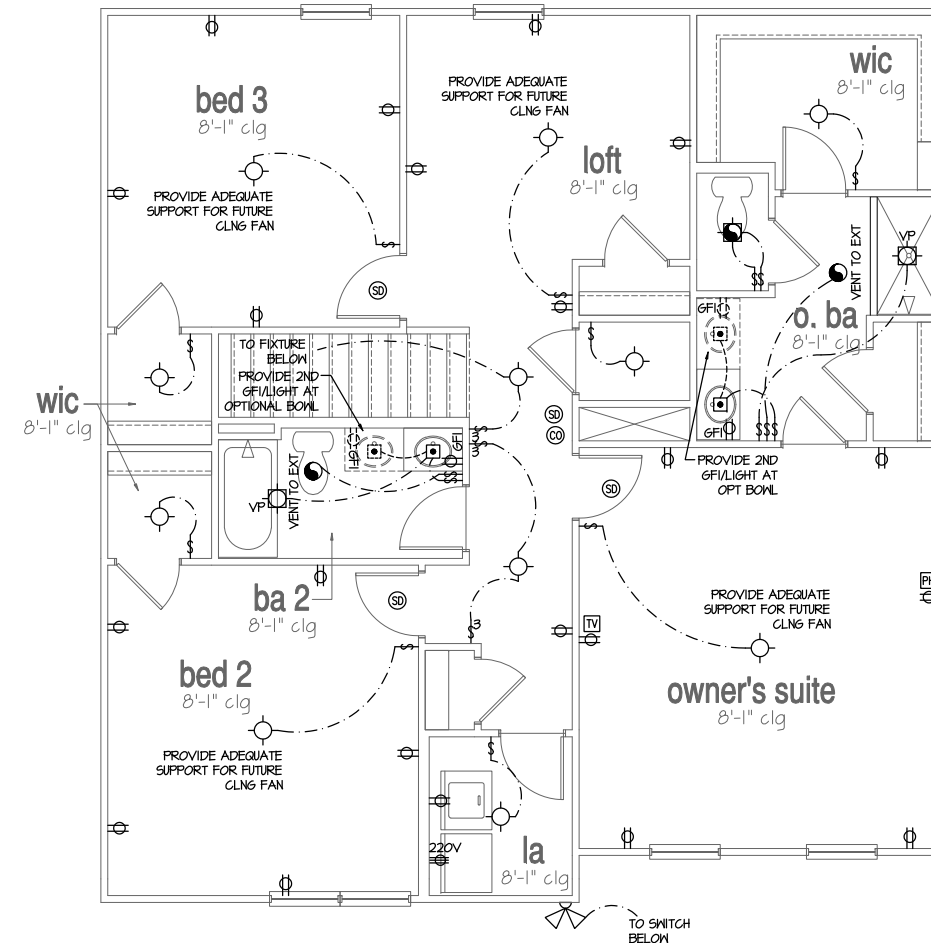 bed 3
8'-1" clg
PROVIDE ADEQUATE
SUPPORT FOR FUTURE
CLNG FAN
PROVIDE ADEQUATE
SUPPORT FOR FUTURE
CLNG FAN
loft
8'-1" clg
wic
8'-1" clg
$
$
$
SD
VP
VENT TO EXT
$$
GFI
o. ba
8'-1" clg
TO FIXTURE
BELOW
PROVIDE 2ND
GFI/LIGHT AT
OPTIONAL BOWL
$
$
wic
8'-1" clg
SD
CO
GFI
$$$
3
3
GFI
GFI
$$
VENT TO EXT
VP
PROVIDE 2ND
GFI/LIGHT AT
OPT BOWL
SD
$
$
ba 2
8'-1" clg
SD
$
3
$
TV
PROVIDE ADEQUATE
SUPPORT FOR FUTURE
CLNG FAN
bed 2
8'-1" clg
owner's suite
8'-1" clg
PROVIDE ADEQUATE
SUPPORT FOR FUTURE
CLNG FAN
$
220V
la
8'-1" clg
TO SWITCH
BELOW